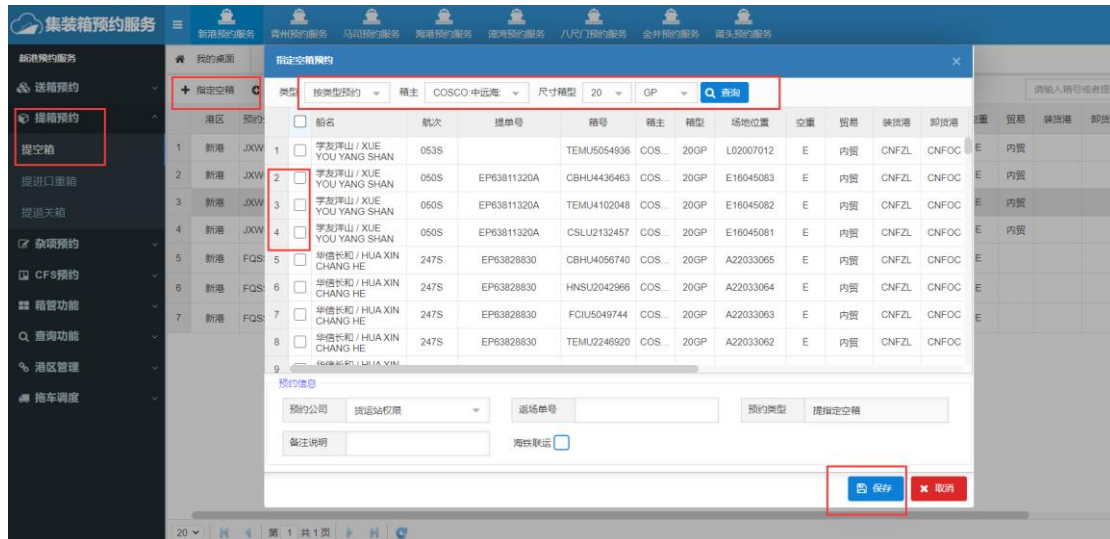 集装箱预约服务
新港预约服务 青州预约服务 马司预约服务 海港预约服务 八尺门预约服务 金井预约服务
新港预约服务
我的桌面
指定空箱预约
送箱预约
提箱预约
提空箱
提进口重箱
提退关箱
杂项预约
CFS预约
箱管功能
查询功能
港区管理
拖车调度
指定空箱
港区 预约
1 新港 JXW
2 新港 JXW
3 新港 JXW
4 新港 JXW
5 新港 FQS
6 新港 FQS
7 新港 FQS
类型 按类型预约 箱主 COSCO:中远海 尺寸箱型 20 GP 查询
船名 航次 提单号 箱号 箱主 箱型 场地位置 空重 贸易 装货港 卸货港
1 学友洋山 / XUE YOU YANG SHAN 053S TEMU5054936 COS... 20GP L02007012 E 内贸 CNFZL CNFOC
2 学友洋山 / XUE YOU YANG SHAN 050S EP63811320A CBHU4436463 COS... 20GP E16045083 E 内贸 CNFZL CNFOC
3 学友洋山 / XUE YOU YANG SHAN 050S EP63811320A TEMU4102048 COS... 20GP E16045082 E 内贸 CNFZL CNFOC
4 学友洋山 / XUE YOU YANG SHAN 050S EP63811320A CSLU2132457 COS... 20GP E16045081 E 内贸 CNFZL CNFOC
5 华信长和 / HUA XIN CHANG HE 247S EP63828830 CBHU4056740 COS... 20GP A22033065 E 内贸 CNFZL CNFOC
6 华信长和 / HUA XIN CHANG HE 247S EP63828830 HNSU2042966 COS... 20GP A22033064 E 内贸 CNFZL CNFOC
7 华信长和 / HUA XIN CHANG HE 247S EP63828830 FCIU5049744 COS... 20GP A22033063 E 内贸 CNFZL CNFOC
8 华信长和 / HUA XIN CHANG HE 247S EP63828830 TEMU2246920 COS... 20GP A22033062 E 内贸 CNFZL CNFOC
9
请输入箱号或者提
重 贸易 装货港 卸货
E 内贸
E 内贸
E 内贸
E 内贸
E
E
E
预约信息
预约公司 货运站权限 返场单号 预约类型 提指定空箱
备注说明 海铁联运
保存 取消
20 第 1 共1页